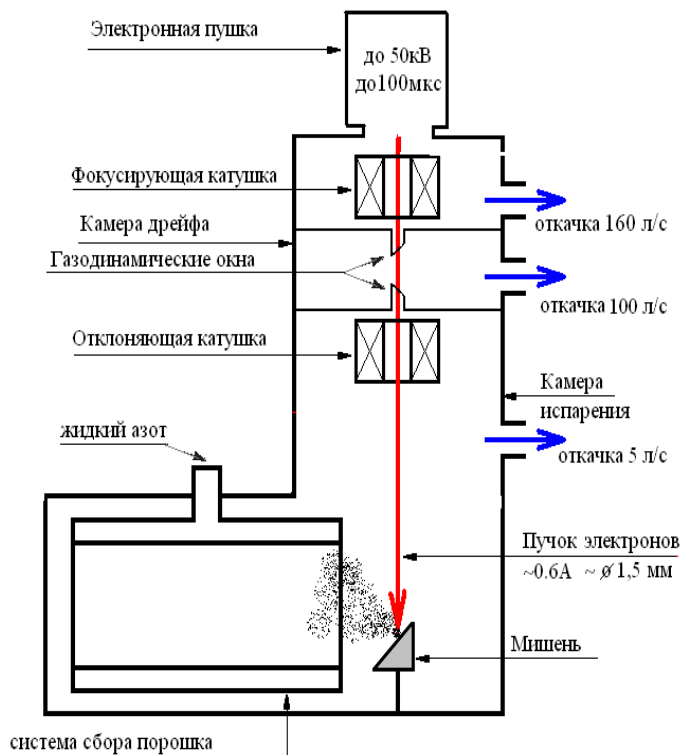 Электронная пушка
до 50кВ
до100мкс
Фокусирующая катушка
откачка 160 л/с
Камера дрейфа
Газодинамические окна
откачка 100 л/с
Отклоняющая катушка
Камера
испарения
жидкий азот
откачка 5 л/с
Пучок электронов
~0.6А ~ ø 1,5 мм
Мишень
система сбора порошка